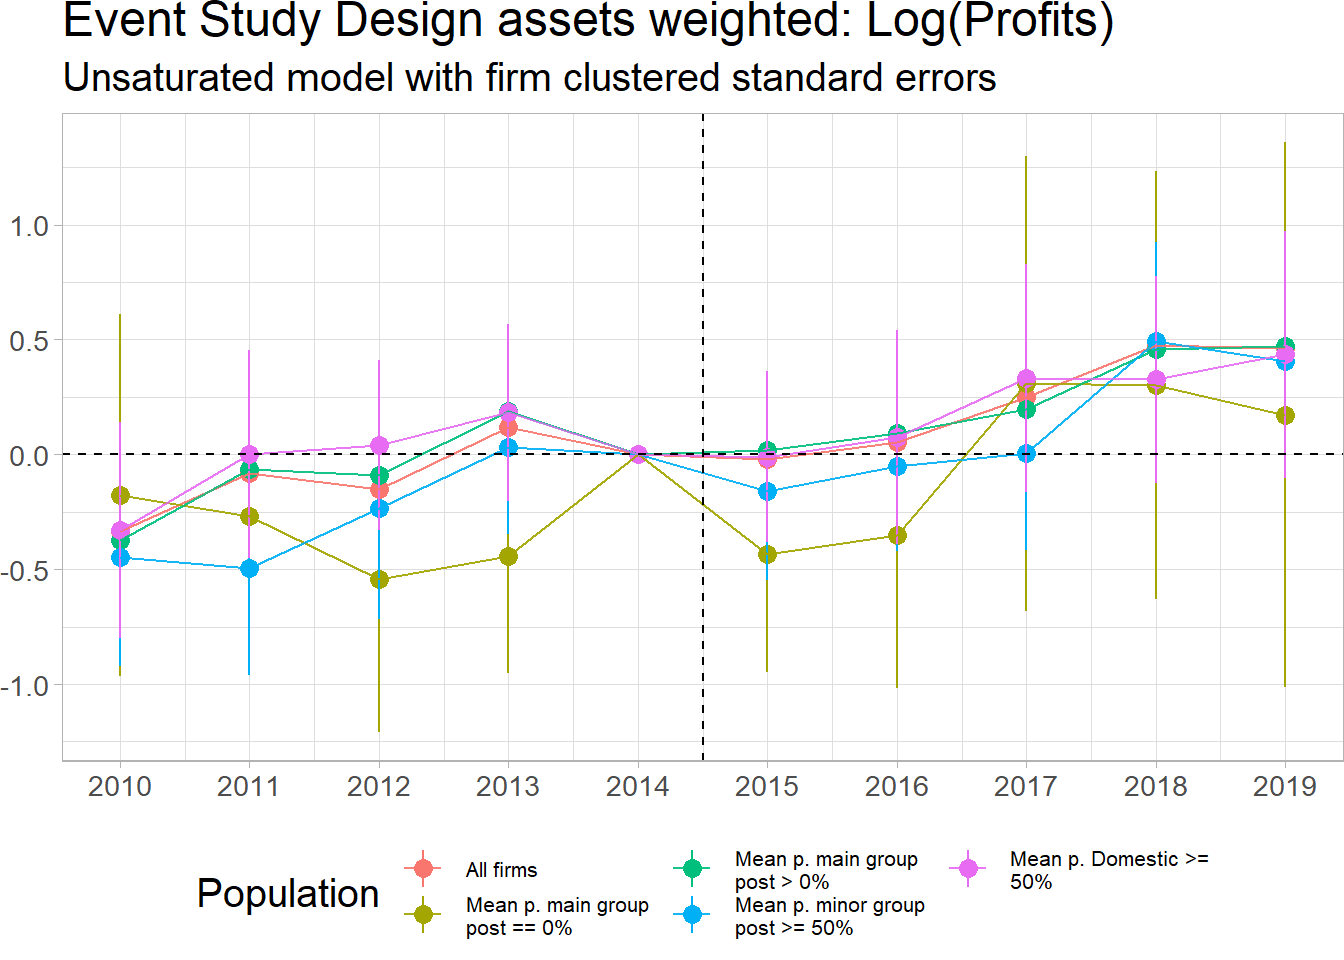 Event Study Design assets weighted: Log(Profits)
Unsaturated model with firm clustered standard errors
1.0
0.5
0.0
-0.5
-1.0
2010 2011 2012 2013 2014 2015 2016 2017 2018 2019
Population
All firms
Mean p. main group
post == 0%
Mean p. main group
post > 0%
Mean p. minor group
post >= 50%
Mean p. Domestic >=
50%